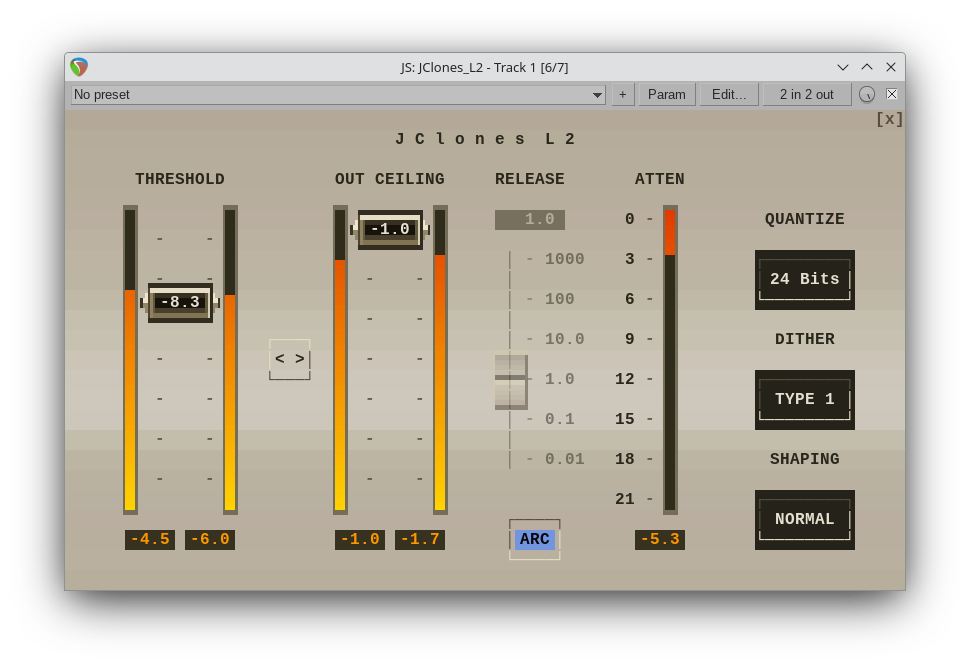 JS: JClones_L2 - Track 1 [6/7]
No preset
+
Param
Edit...
2 in 2 out
[x]
JClones L2
THRESHOLD
OUT CEILING
RELEASE
ATTEN
-8.3
-4.5
-6.0
< >
-1.0
-1.0
-1.7
1.0
1000
100
10.0
1.0
0.1
0.01
ARC
0 -
3 -
6 -
9 -
12 -
15 -
18 -
21 -
-5.3
QUANTIZE
24 Bits
DITHER
TYPE 1
SHAPING
NORMAL